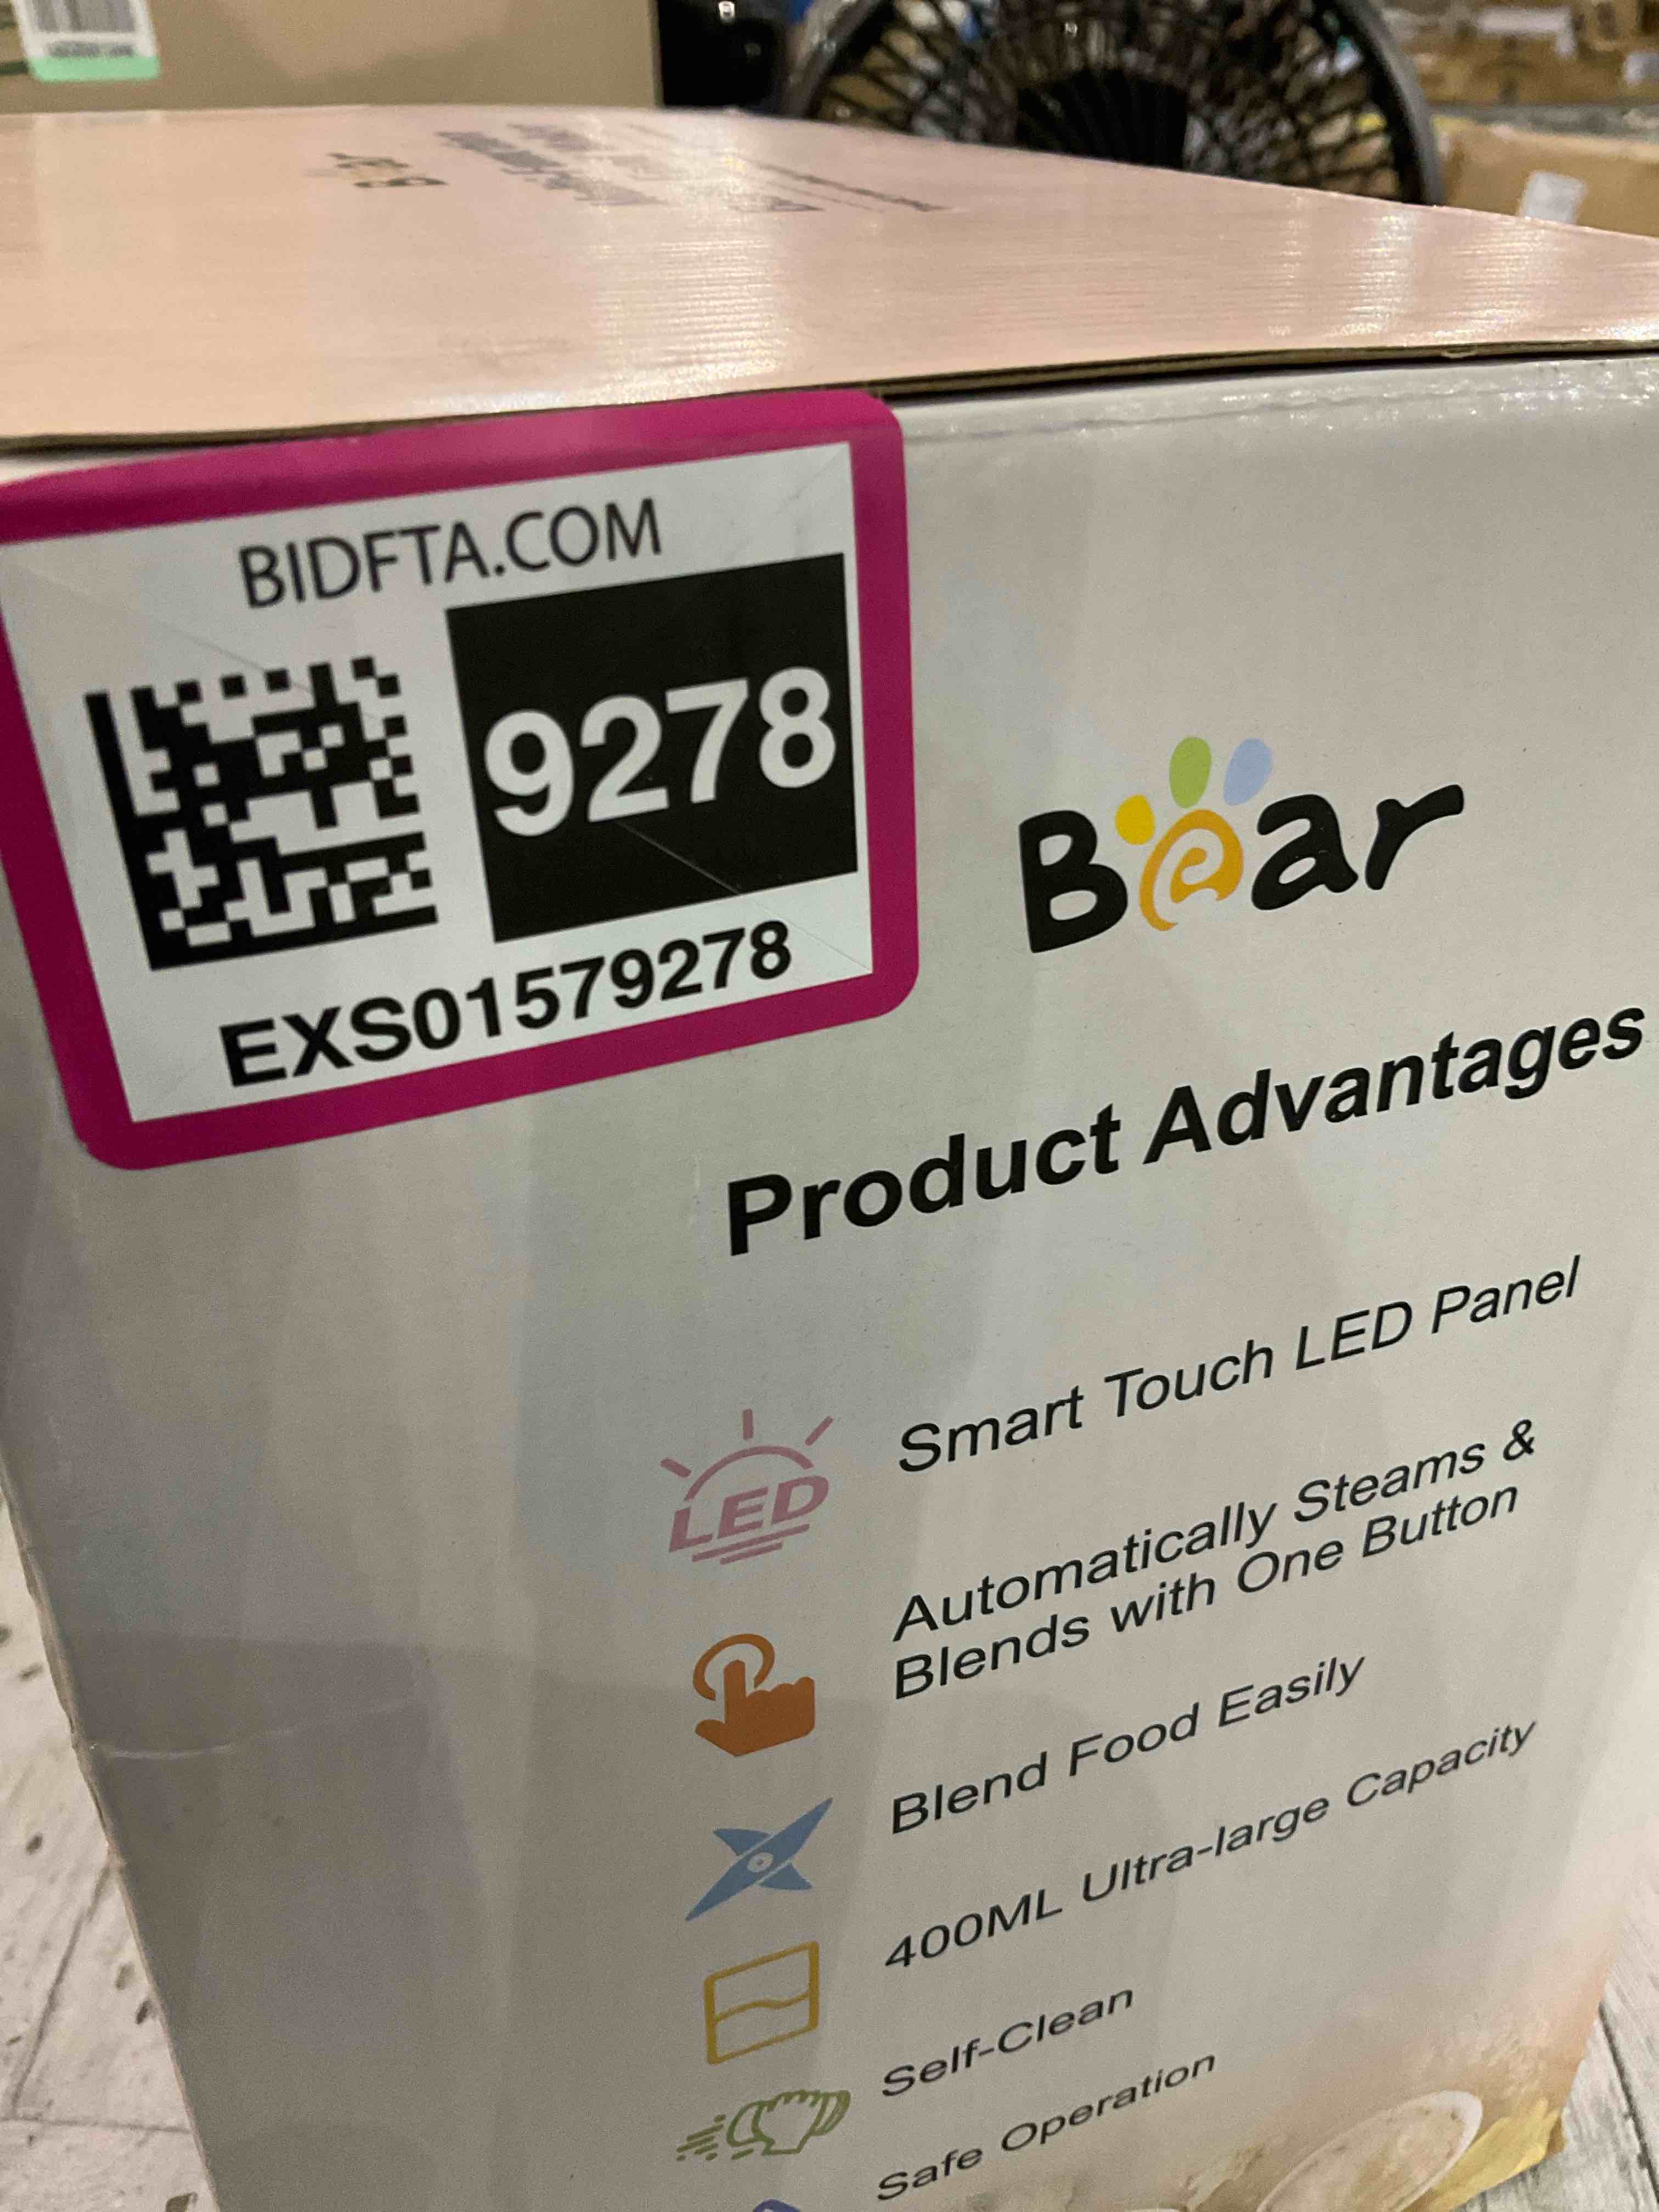 BIDFTA.COM
9278
EXS01579278
Bear
Product Advantages
LED
Smart Touch LED Panel
Automatically Steams &
Blends with One Button
Blend Food Easily
400ML Ultra-large Capacity
Self-Clean
Safe Operation